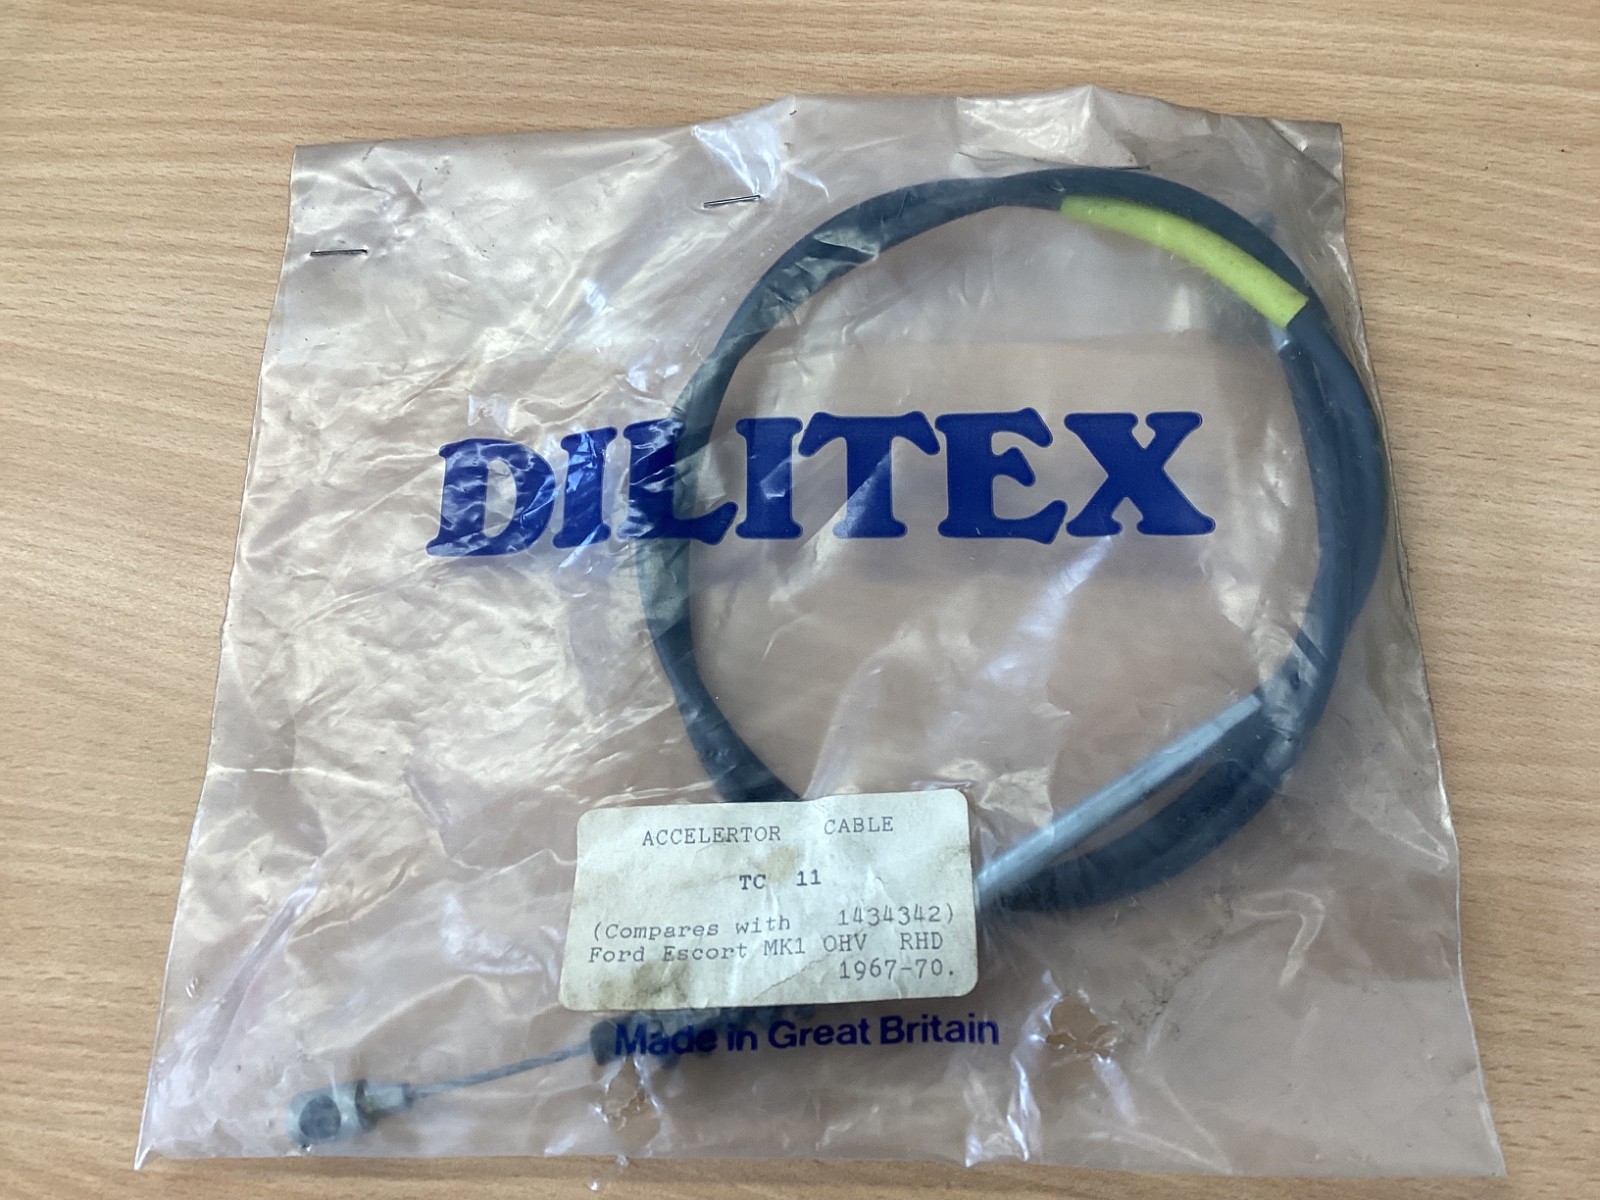 DILITEX
ACCELERTOR CABLE
TC 11
(Compares with 1434342)
Ford Escort MK1 OHV RHD
1967-70.
Made in Great Britain